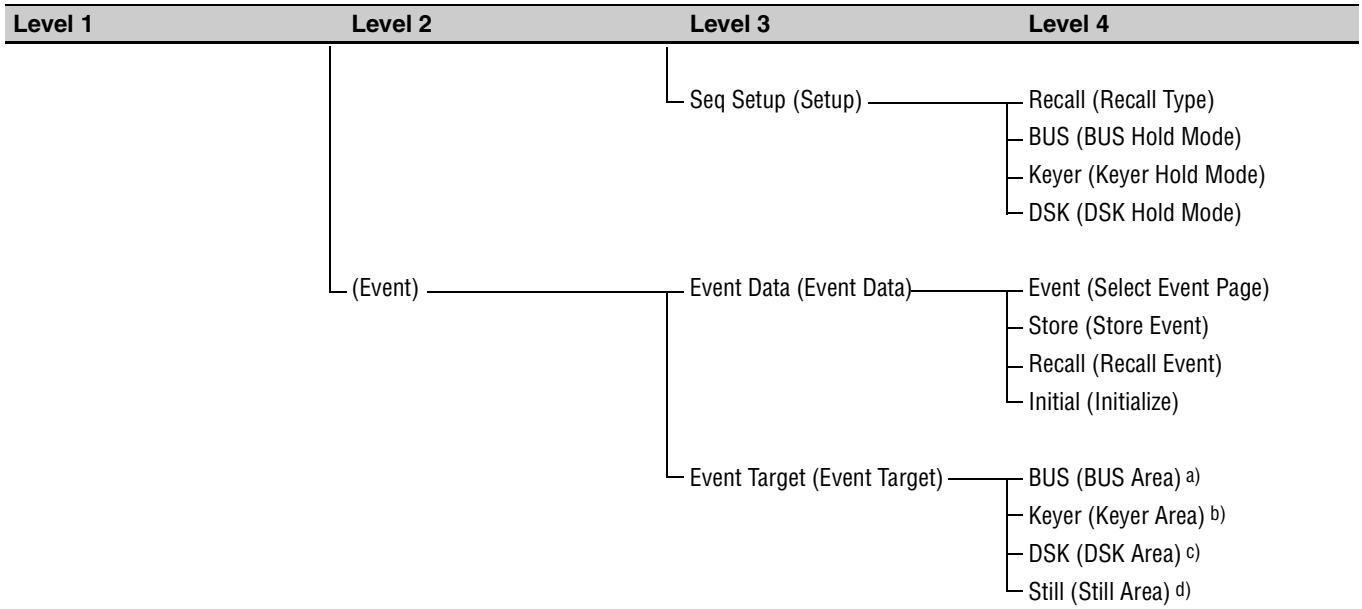 Level 1 Level 2 Level 3 Level 4
Seq Setup (Setup) Recall (Recall Type)
BUS (BUS Hold Mode)
Keyer (Keyer Hold Mode)
DSK (DSK Hold Mode)
(Event) Event Data (Event Data) Event (Select Event Page)
Store (Store Event)
Recall (Recall Event)
Initial (Initialize)
Event Target (Event Target) BUS (BUS Area) a)
Keyer (Keyer Area) b)
DSK (DSK Area) c)
Still (Still Area) d)